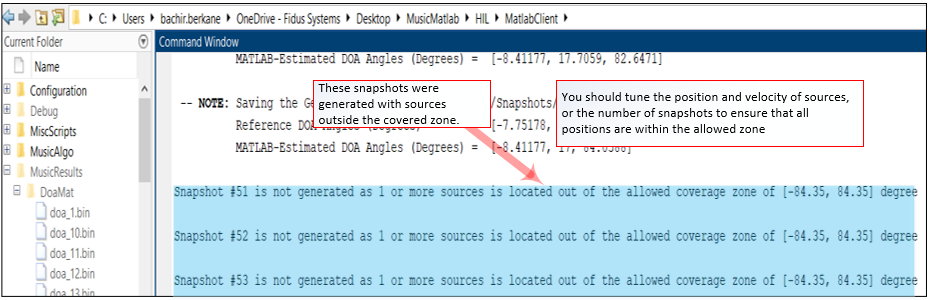 C: ▸ Users ▸ bachir.berkane ▸ OneDrive - Fidus Systems ▸ Desktop ▸ MusicMatlab ▸ HIL ▸ MatlabClient ▸
Current Folder
Name
Configuration
Debug
MiscScripts
MusicAlgo
MusicResults
DoaMat
doa_1.bin
doa_10.bin
doa_11.bin
doa_12.bin
doa_13.bin
Command Window
MATLAB-Estimated DOA Angles (Degrees) = [-8.41177, 17.7059, 82.6471]
These snapshots were
generated with sources
outside the covered zone.
You should tune the position and velocity of sources,
or the number of snapshots to ensure that all
positions are within the allowed zone
-- NOTE: Saving the /Snapshots/
Reference [-7.75178,
MATLAB-Estimated DOA Angles (Degrees) = [-8.41177,
Snapshot #51 is not generated as 1 or more sources is located out of the allowed coverage zone of [-84.35, 84.35] degree
Snapshot #52 is not generated as 1 or more sources is located out of the allowed coverage zone of [-84.35, 84.35] degree
Snapshot #53 is not generated as 1 or more sources is located out of the allowed coverage zone of [-84.35, 84.35] degree